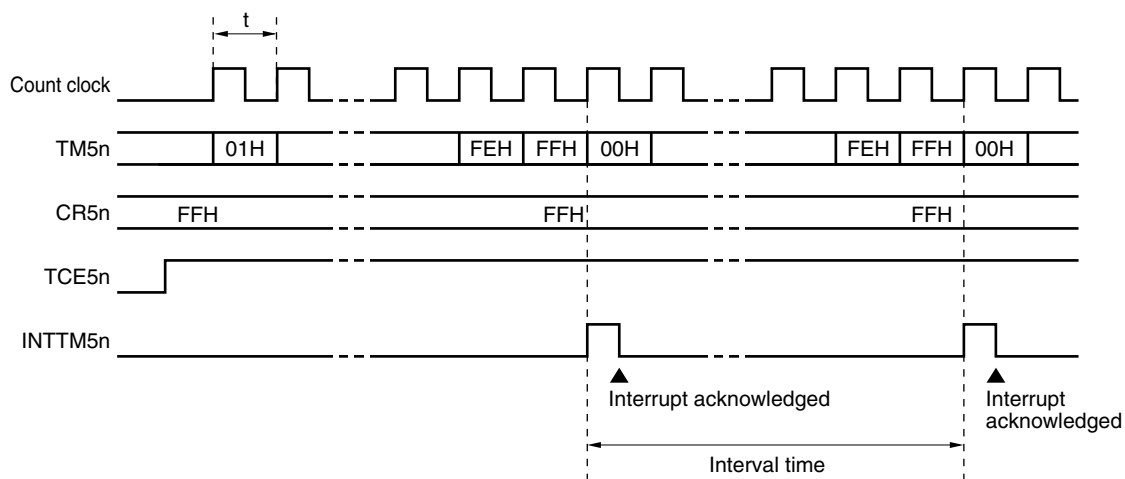 t
Count clock
TM5n 01H FEH FFH 00H FEH FFH 00H
CR5n FFH FFH FFH
TCE5n
INTTM5n
Interrupt acknowledged
Interrupt
acknowledged
Interval time